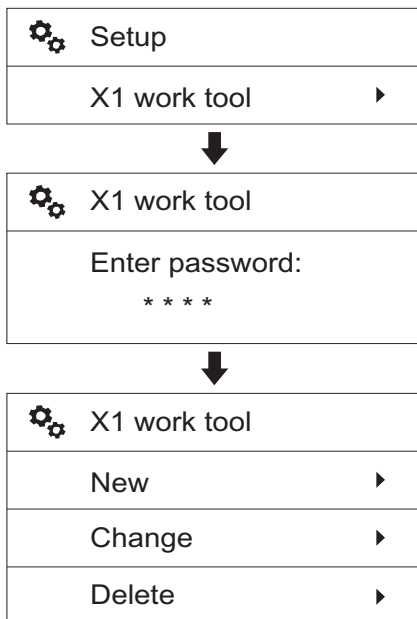 Setup
X1 work tool
X1 work tool
Enter password:
* * * *
X1 work tool
New
Change
Delete